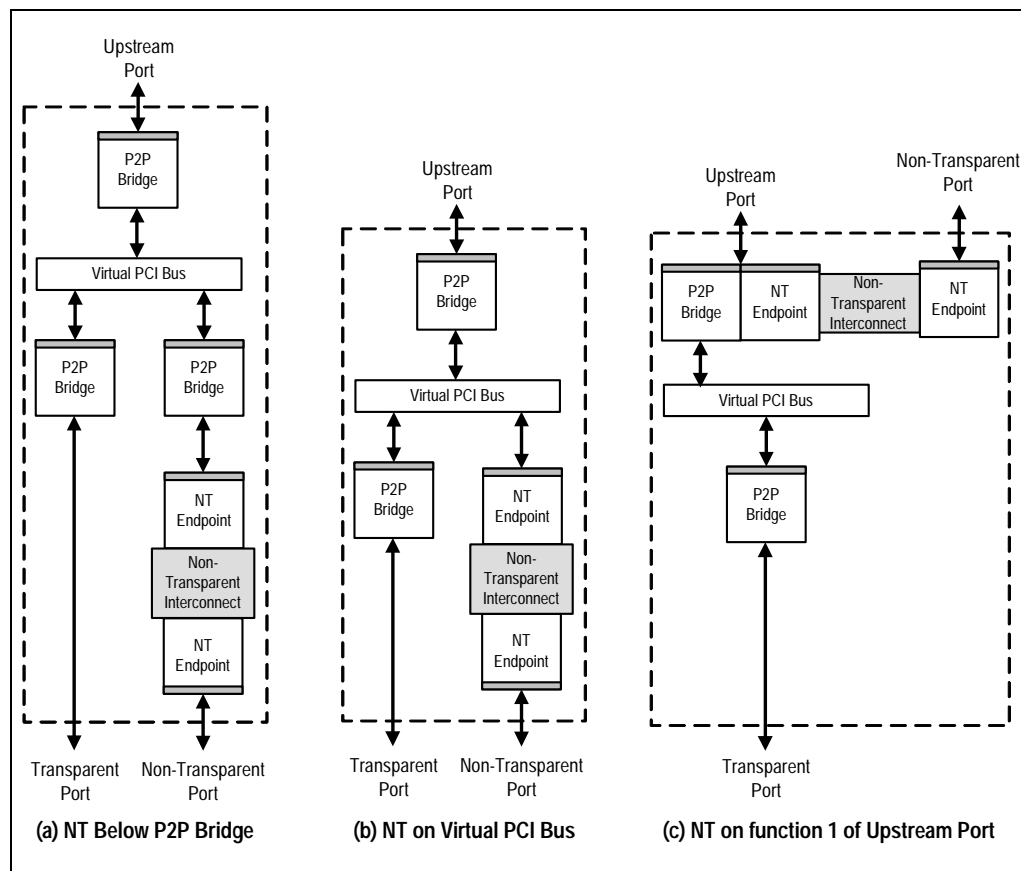 Upstream
Port
P2P
Bridge
Virtual PCI Bus
P2P
Bridge
P2P
Bridge
NT
Endpoint
Non-
Transparent
Interconnect
NT
Endpoint
Transparent
Port
Non-Transparent
Port
(a) NT Below P2P Bridge
Upstream
Port
P2P
Bridge
Virtual PCI Bus
P2P
Bridge
NT
Endpoint
Non-
Transparent
Interconnect
NT
Endpoint
Transparent
Port
Non-Transparent
Port
(b) NT on Virtual PCI Bus
Upstream
Port
Non-Transparent
Port
P2P
Bridge
NT
Endpoint
Non-
Transparent
Interconnect
NT
Endpoint
Virtual PCI Bus
P2P
Bridge
Transparent
Port
(c) NT on function 1 of Upstream Port